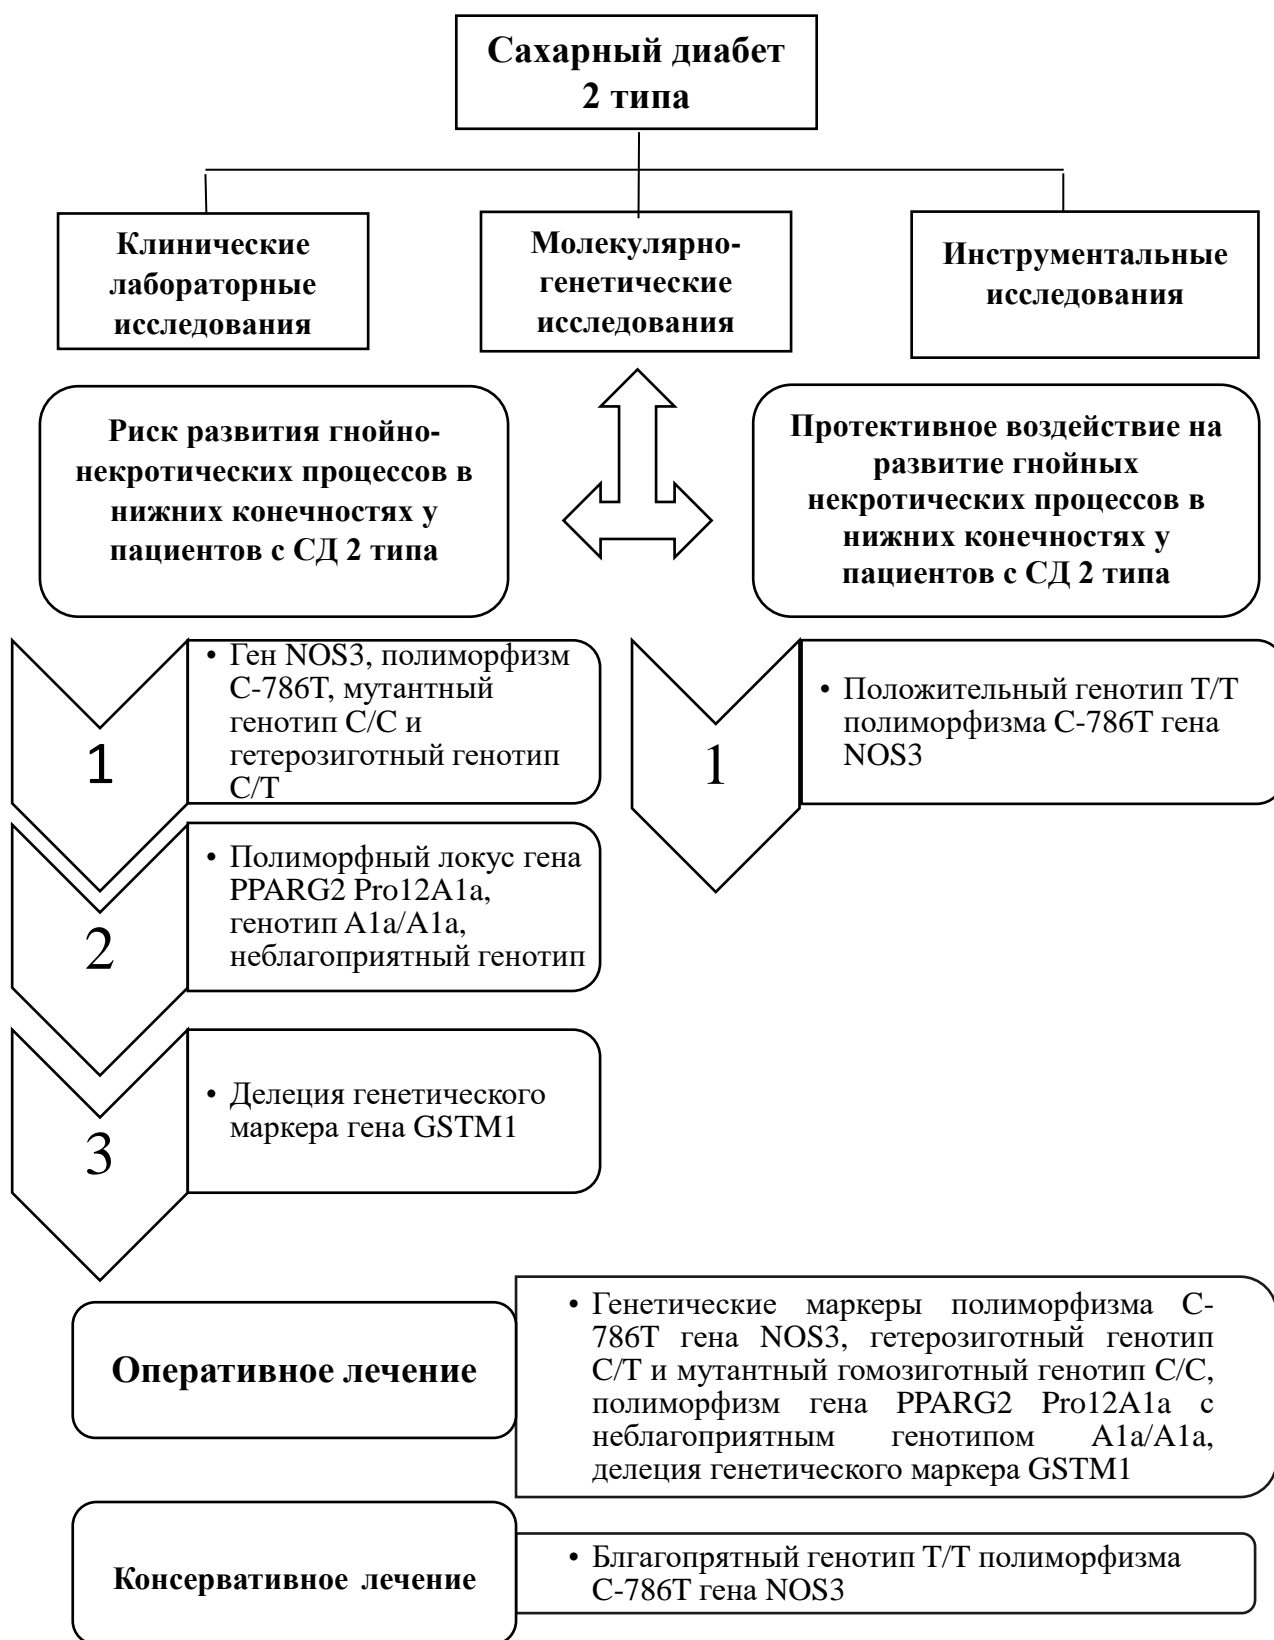 Сахарный диабет
2 типа
Клинические
лабораторные
исследования
Молекулярно-
генетические
исследования
Инструментальные
исследования
Риск развития гнойно-
некротических процессов в
нижних конечностях у
пациентов с СД 2 типа
Протективное воздействие на
развитие гнойных
некротических процессов в
нижних конечностях у
пациентов с СД 2 типа
1
• Ген NOS3, полиморфизм
C-786T, мутантный
генотип C/C и
гетерозиготный генотип
C/T
2
• Полиморфный локус гена
PPARG2 Pro12A1a,
генотип A1a/A1a,
неблагоприятный генотип
3
• Делеция генетического
маркера гена GSTM1
1
• Положительный генотип T/T
полиморфизма C-786T гена
NOS3
Оперативное лечение
• Генетические маркеры полиморфизма C-
786T гена NOS3, гетерозиготный генотип
C/T и мутантный гомозиготный генотип C/C,
полиморфизм гена PPARG2 Pro12A1a с
неблагоприятным генотипом A1a/A1a,
делеция генетического маркера GSTM1
Консервативное лечение
• Блгагопрятный генотип T/T полиморфизма
C-786T гена NOS3